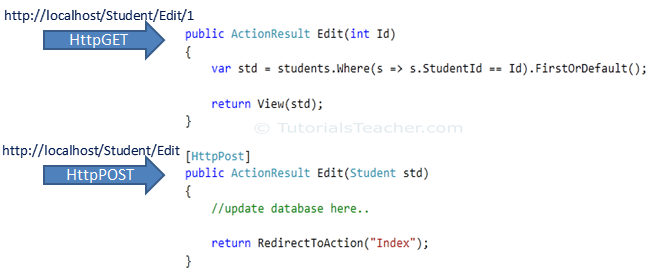 http://localhost/Student/Edit/1
HttpGET
public ActionResult Edit(int Id)
{
var std = students.Where(s => s.StudentId == Id).FirstOrDefault();
return View(std);
}
© TutorialsTeacher.com
http://localhost/Student/Edit
HttpPOST
[HttpPost]
public ActionResult Edit(Student std)
{
//update database here..
return RedirectToAction("Index");
}